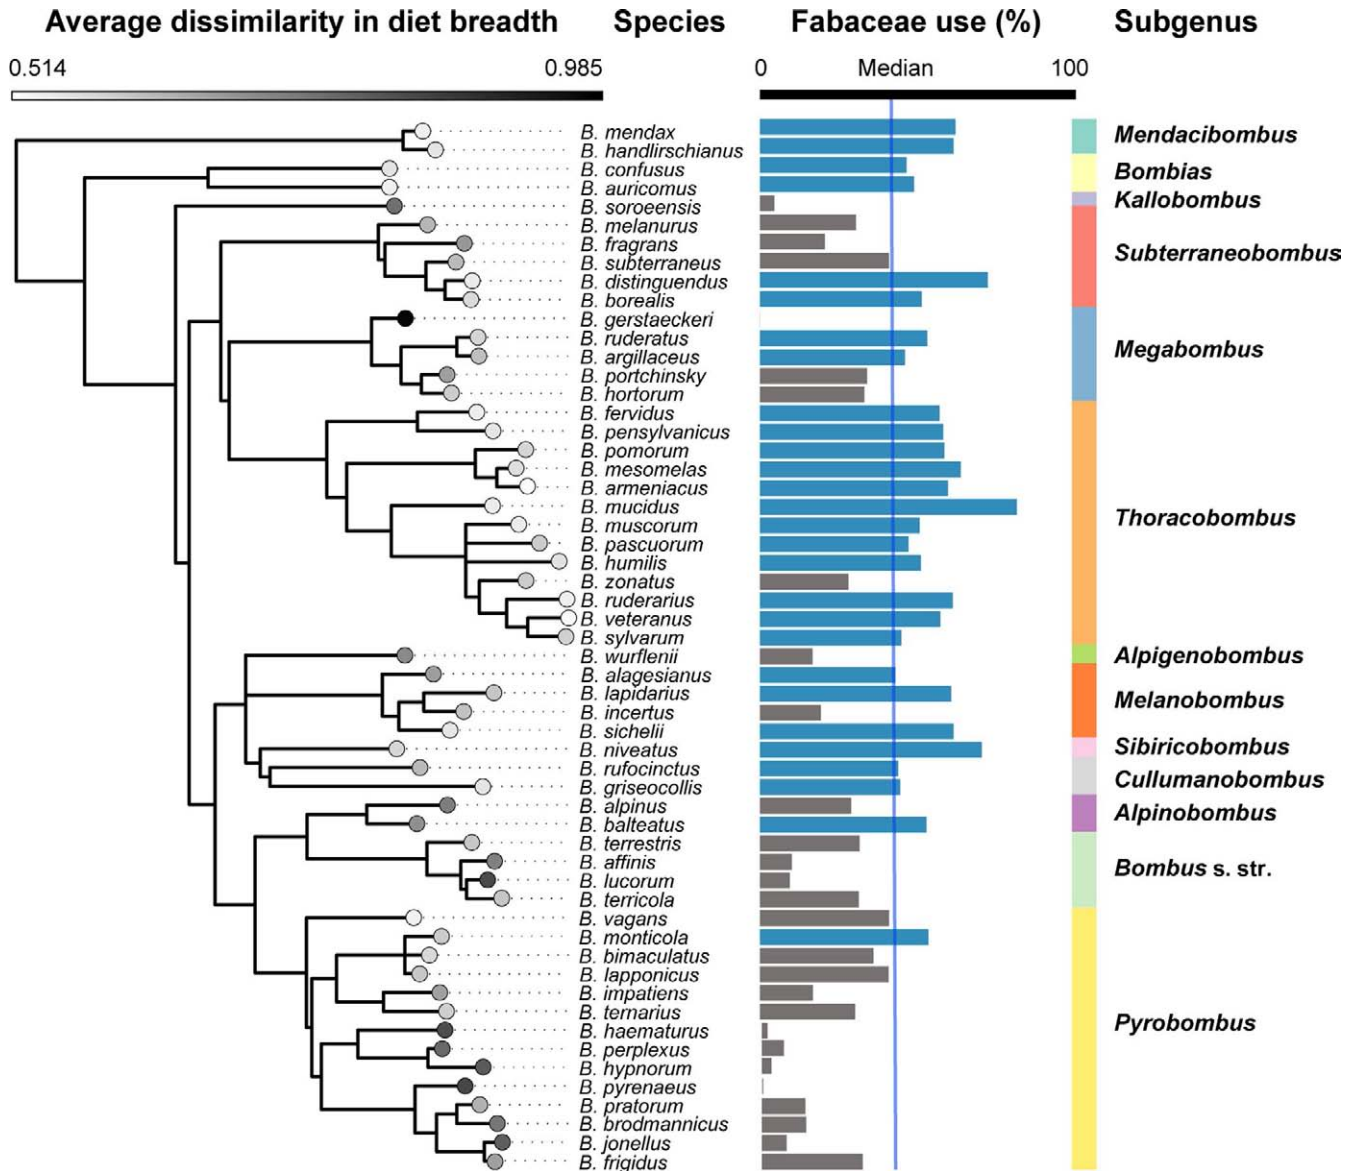 Average dissimilarity in diet breadth Species Fabaceae use (%) Subgenus
0.514 0.985 0 Median 100
B. mendax
B. handlirschianus
Mendacibombus
B. confusus
B. auricomus
Bombias
B. soroeensis
Kallobombus
B. melanurus
B. fragrans
B. subterraneus
Subterraneobombus
B. distinguendus
B. borealis
B. gerstaeckeri
B. ruderatus
B. argillaceus
Megabombus
B. portchinsky
B. hortorum
B. fervidus
B. pensylvanicus
B. pomorum
B. mesomelas
B. armeniacus
B. mucidus
B. muscorum
Thoracobombus
B. pascuorum
B. humilis
B. zonatus
B. ruderarius
B. veteranus
B. sylvarum
B. wurflenii
Alpigenobombus
B. alagesianus
B. lapidarius
Melanobombus
B. incertus
B. sichelii
B. niveatus
Sibiricobombus
B. rufocinctus
Cullumanobombus
B. griseocollis
B. alpinus
Alpinobombus
B. balteatus
B. terrestris
B. affinis
Bombus s. str.
B. lucorum
B. terricola
B. vagans
B. monticola
B. bimaculatus
B. lapponicus
B. impatiens
B. ternarius
Pyrobombus
B. haematurus
B. perplexus
B. hypnorum
B. pyrenaeus
B. pratorum
B. brodmannicus
B. jonellus
B. frigidus